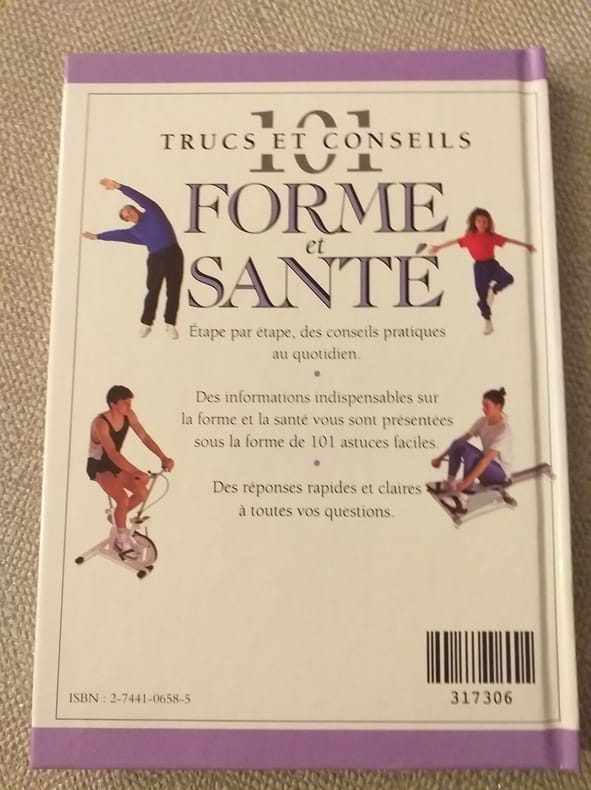 101
TRUCS ET CONSEILS
FORME
et
SANTÉ
Étape par étape, des conseils pratiques
au quotidien.
•
Des informations indispensables sur
la forme et la santé vous sont présentées
sous la forme de 101 astuces faciles.
•
Des réponses rapides et claires
à toutes vos questions.
ISBN : 2-7441-0658-5
317306